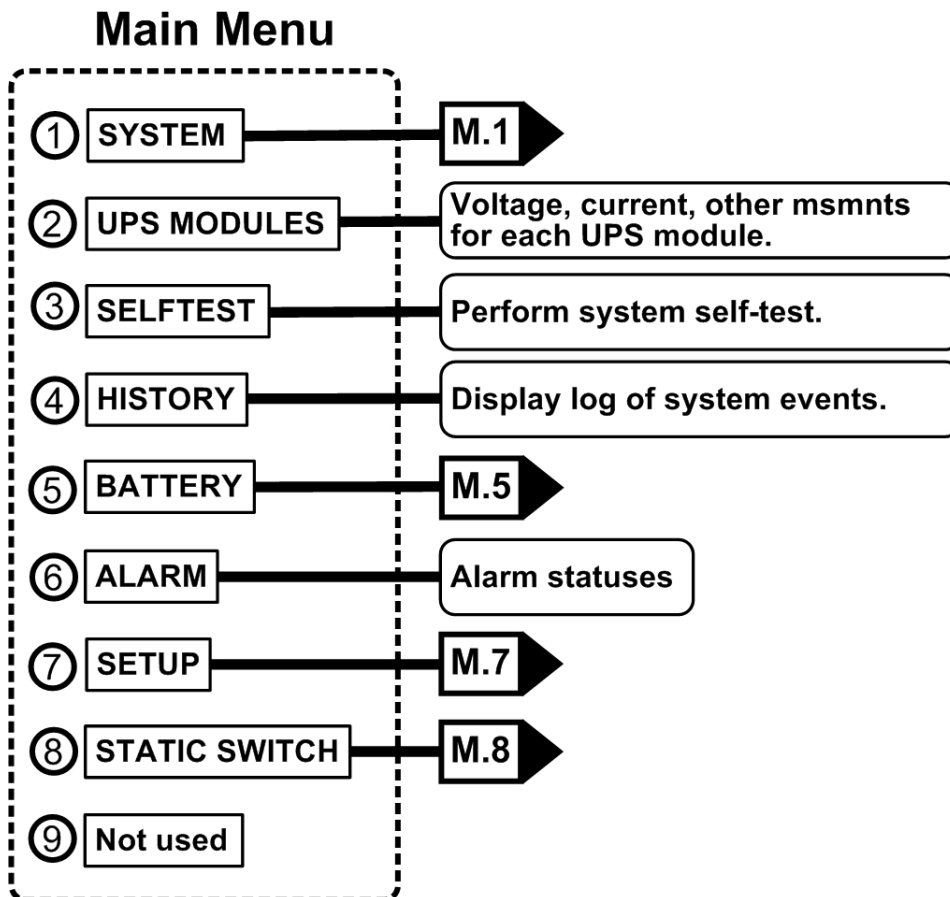 Main Menu
1 SYSTEM M.1
2 UPS MODULES Voltage, current, other msmnts
for each UPS module.
3 SELFTEST Perform system self-test.
4 HISTORY Display log of system events.
5 BATTERY M.5
6 ALARM Alarm statuses
7 SETUP M.7
8 STATIC SWITCH M.8
9 Not used